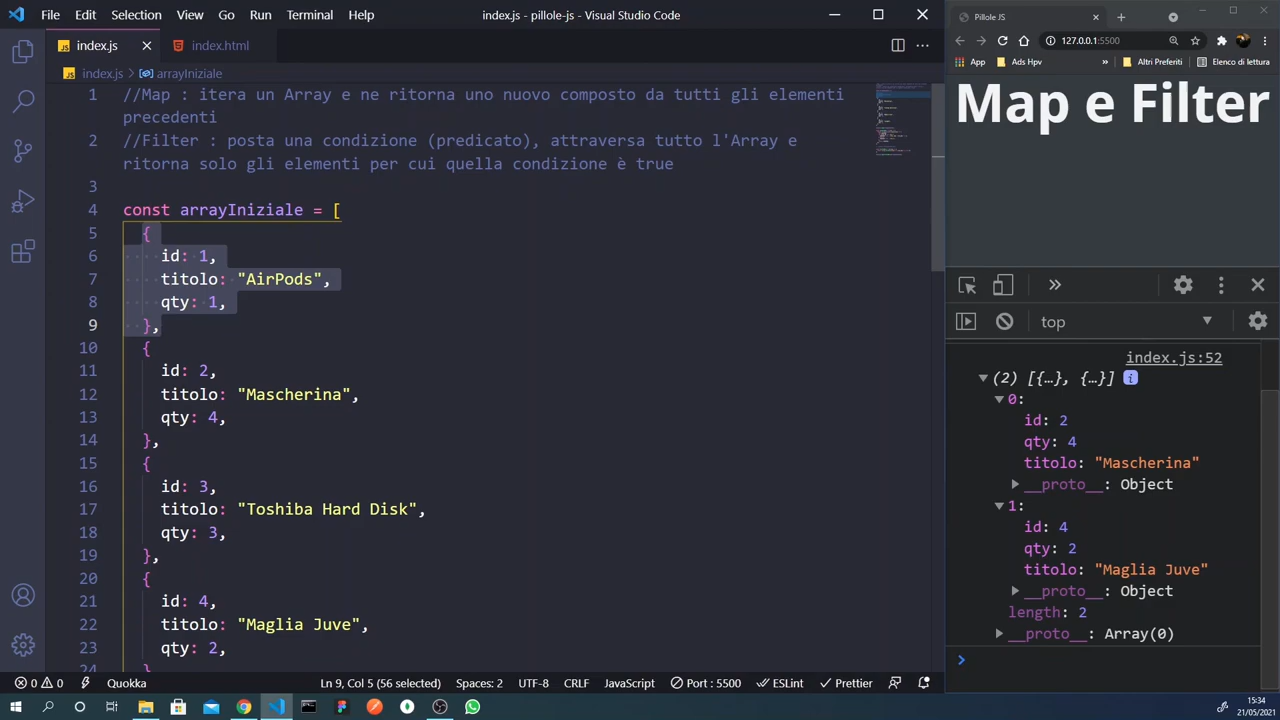 File Edit Selection View Go Run Terminal Help index.js - pillole-js - Visual Studio Code
JS index.js index.html
JS index.js arrayIniziale
1 //Map : itera un Array e ne ritorna uno nuovo composto da tutti gli elementi
precedenti
2 //Filter : posta una condizione (predicato), attraversa tutto l'Array e
ritorna solo gli elementi per cui quella condizione è true
3
4 const arrayIniziale = [
5 {
6 id: 1,
7 titolo: "AirPods",
8 qty: 1,
9 },
10 {
11 id: 2,
12 titolo: "Mascherina",
13 qty: 4,
14 },
15 {
16 id: 3,
17 titolo: "Toshiba Hard Disk",
18 qty: 3,
19 },
20 {
21 id: 4,
22 titolo: "Maglia Juve",
23 qty: 2,
24 }
0 0 Quokka Ln 9, Col 5 (56 selected) Spaces: 2 UTF-8 CRLF JavaScript Port : 5500 ESLint Prettier
Pillole JS
127.0.0.1:5500
App Ads Hpv » Altri Preferiti Elenco di lettura
Map e Filter
»
top
index.js:52
(2) [{…}, {…}] i
0:
id: 2
qty: 4
titolo: "Mascherina"
__proto__: Object
1:
id: 4
qty: 2
titolo: "Maglia Juve"
__proto__: Object
length: 2
__proto__: Array(0)
>
15:34
21/05/2021